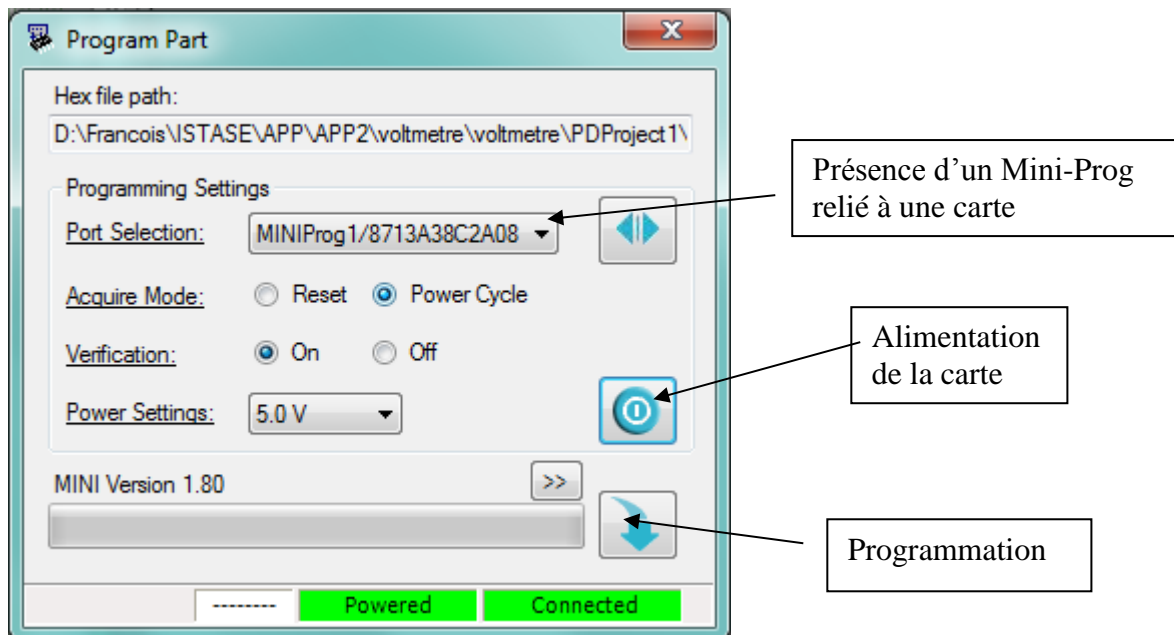 Program Part
Hex file path:
D:\Francois\ISTASE\APP\APP2\voltmetre\voltmetre\PDProject1\
Programming Settings
Port Selection: MINIProg1/8713A38C2A08
Présence d'un Mini-Prog
relié à une carte
Acquire Mode: Reset Power Cycle
Verification: On Off
Alimentation
de la carte
Power Settings: 5.0 V
MINI Version 1.80 >>
Programmation
-------- Powered Connected